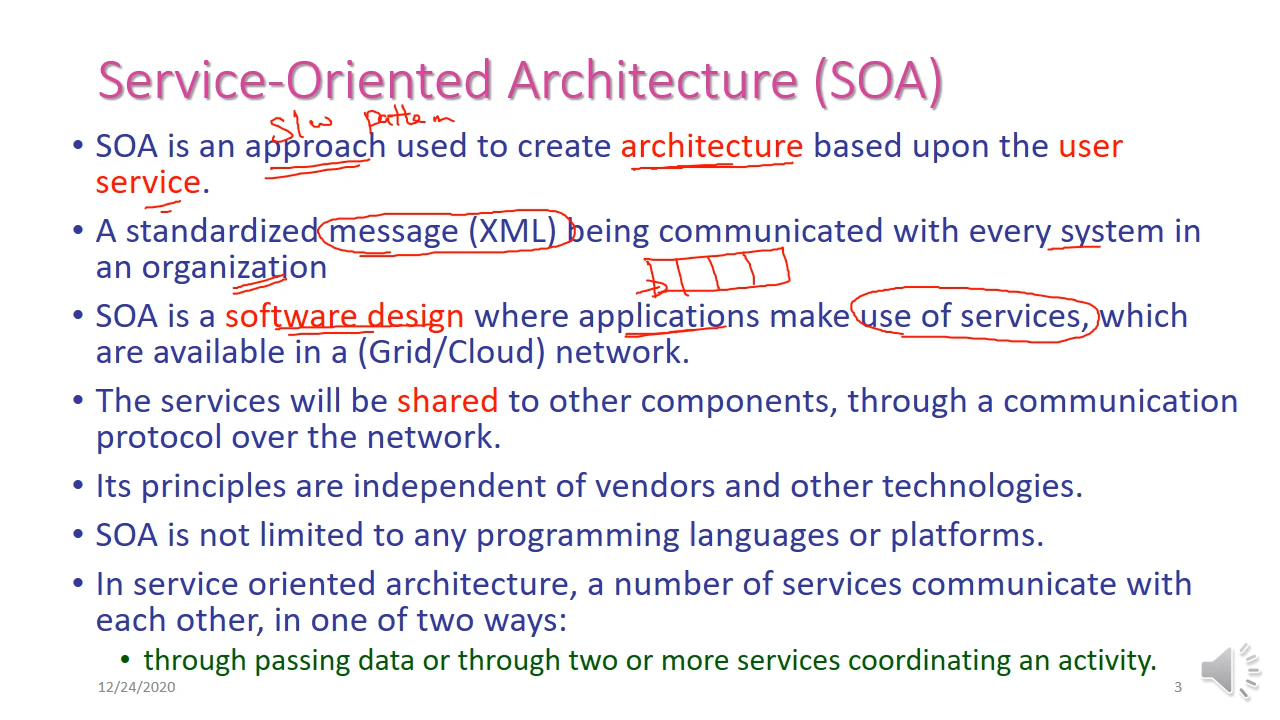 Service-Oriented Architecture (SOA)
slw pattern
• SOA is an approach used to create architecture based upon the user
service.
• A standardized message (XML) being communicated with every system in
an organization
• SOA is a software design where applications make use of services, which
are available in a (Grid/Cloud) network.
• The services will be shared to other components, through a communication
protocol over the network.
• Its principles are independent of vendors and other technologies.
• SOA is not limited to any programming languages or platforms.
• In service oriented architecture, a number of services communicate with
each other, in one of two ways:
• through passing data or through two or more services coordinating an activity.
12/24/2020
3